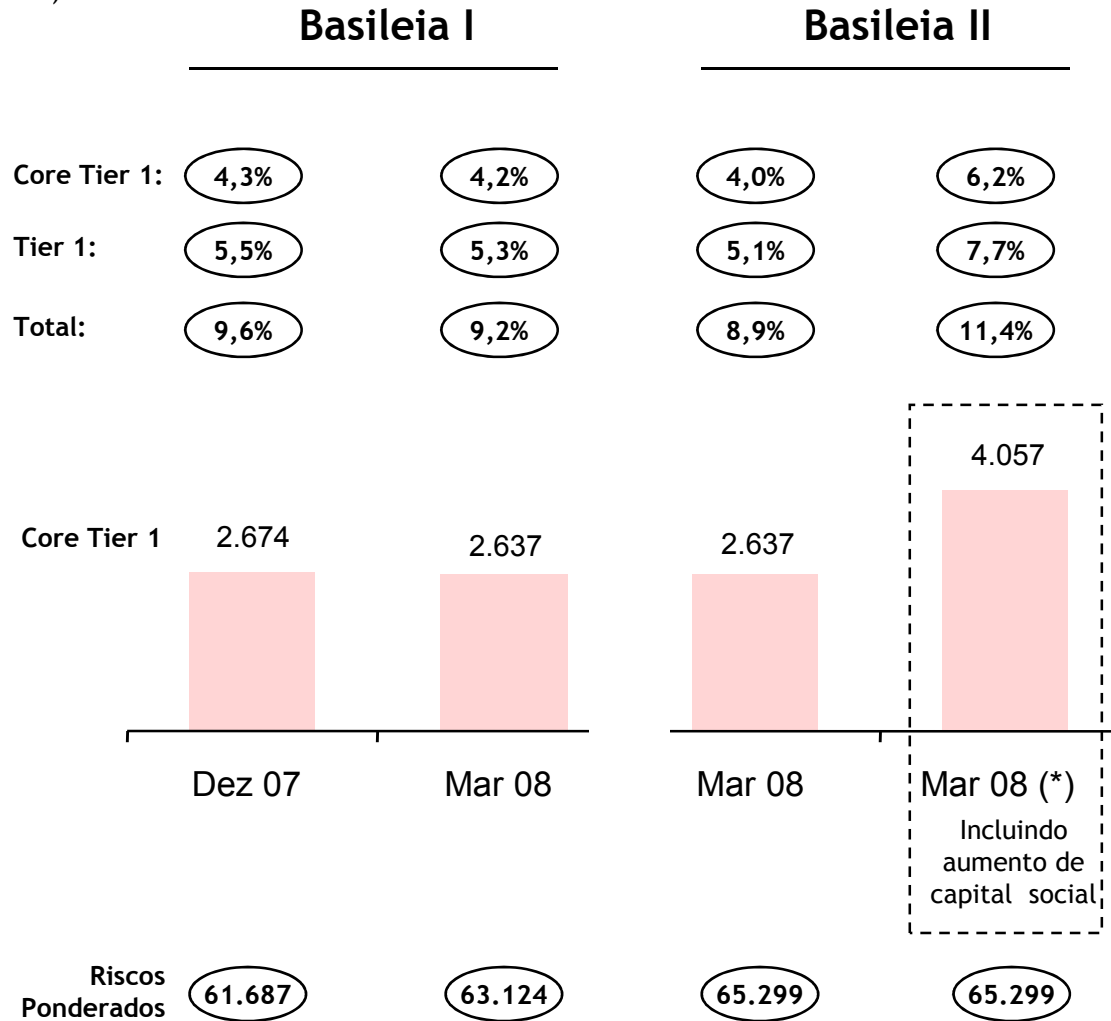 Basileia I Basileia II
Core Tier 1: 4,3% 4,2% 4,0% 6,2%
Tier 1: 5,5% 5,3% 5,1% 7,7%
Total: 9,6% 9,2% 8,9% 11,4%
4.057
Core Tier 1 2.674 2.637 2.637
Dez 07 Mar 08 Mar 08 Mar 08 (*)
Incluindo
aumento de
capital social
Riscos
Ponderados 61.687 63.124 65.299 65.299